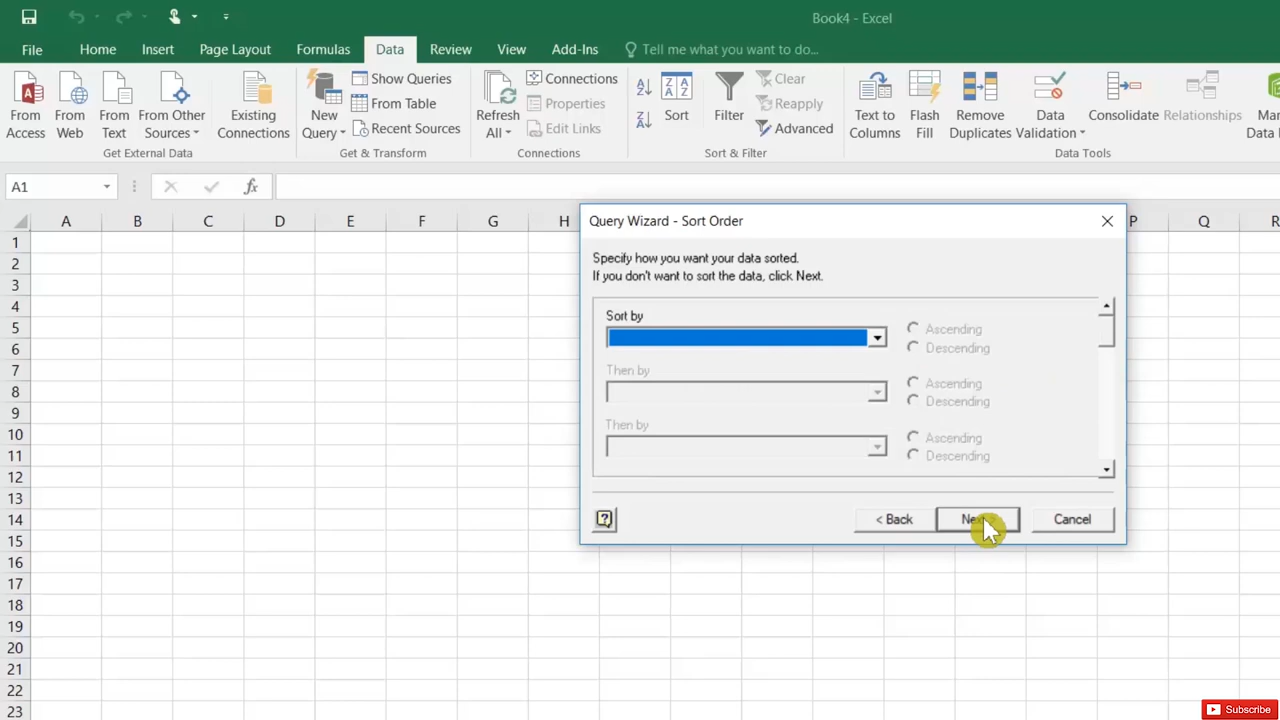 Book4 - Excel
File Home Insert Page Layout Formulas Data Review View Add-Ins Tell me what you want to do...
From Access
From Web
From Text
From Other Sources
Existing Connections
Get External Data
New Query
Show Queries
From Table
Recent Sources
Get & Transform
Refresh All
Connections
Properties
Edit Links
Connections
Sort
Filter
Clear
Reapply
Advanced
Sort & Filter
Text to Columns
Flash Fill
Remove Duplicates
Data Validation
Consolidate
Relationships
Data Tools
A1
fx
A B C D E F G H P Q R
1
2
3
4
5
6
7
8
9
10
11
12
13
14
15
16
17
18
19
20
21
22
23
Query Wizard - Sort Order
Specify how you want your data sorted.
If you don't want to sort the data, click Next.
Sort by
Ascending
Descending
Then by
Ascending
Descending
Then by
Ascending
Descending
< Back
Cancel
Subscribe